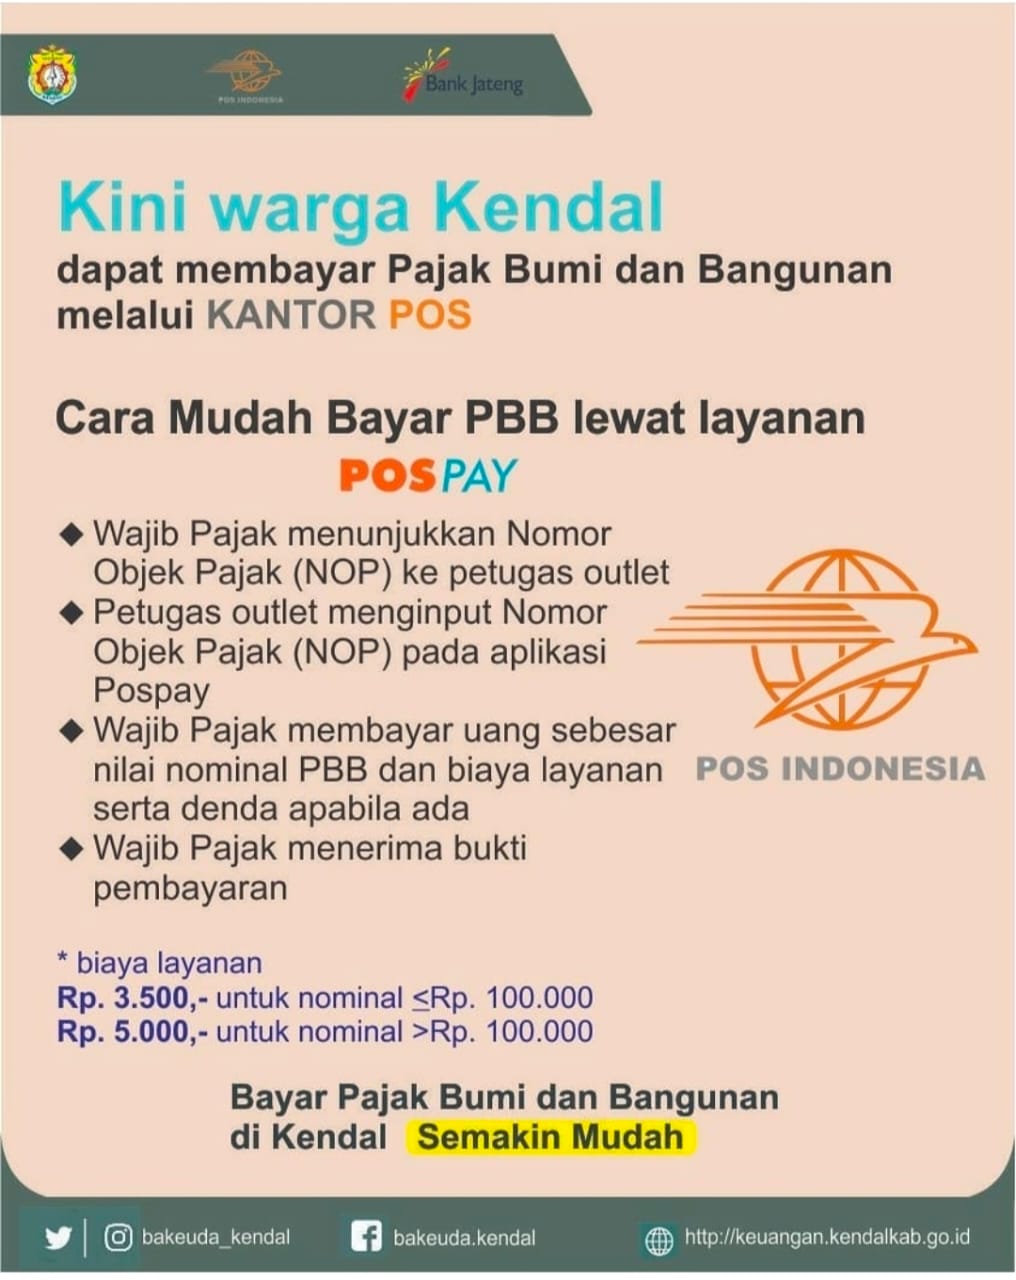 POS INDONESIA
Bank Jateng
Kini warga Kendal
dapat membayar Pajak Bumi dan Bangunan
melalui KANTOR POS
Cara Mudah Bayar PBB lewat layanan
POSPAY
◆ Wajib Pajak menunjukkan Nomor
Objek Pajak (NOP) ke petugas outlet
◆ Petugas outlet menginput Nomor
Objek Pajak (NOP) pada aplikasi
Pospay
◆ Wajib Pajak membayar uang sebesar
nilai nominal PBB dan biaya layanan
serta denda apabila ada
◆ Wajib Pajak menerima bukti
pembayaran
POS INDONESIA
* biaya layanan
Rp. 3.500,- untuk nominal ≤Rp. 100.000
Rp. 5.000,- untuk nominal >Rp. 100.000
Bayar Pajak Bumi dan Bangunan
di Kendal Semakin Mudah
bakeuda_kendal
bakeuda.kendal
http://keuangan.kendalkab.go.id